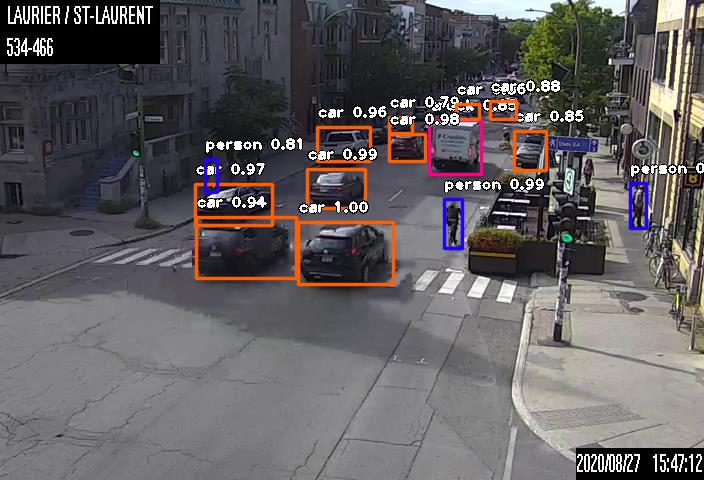 LAURIER / ST-LAURENT
534-466
car 0.88
car 0.79
car 0.96
car 0.98
car 0.85
person 0.81
car 0.99
car 0.97
person 0.99
person 0
car 0.94
car 1.00
2020/08/27 15:47:12